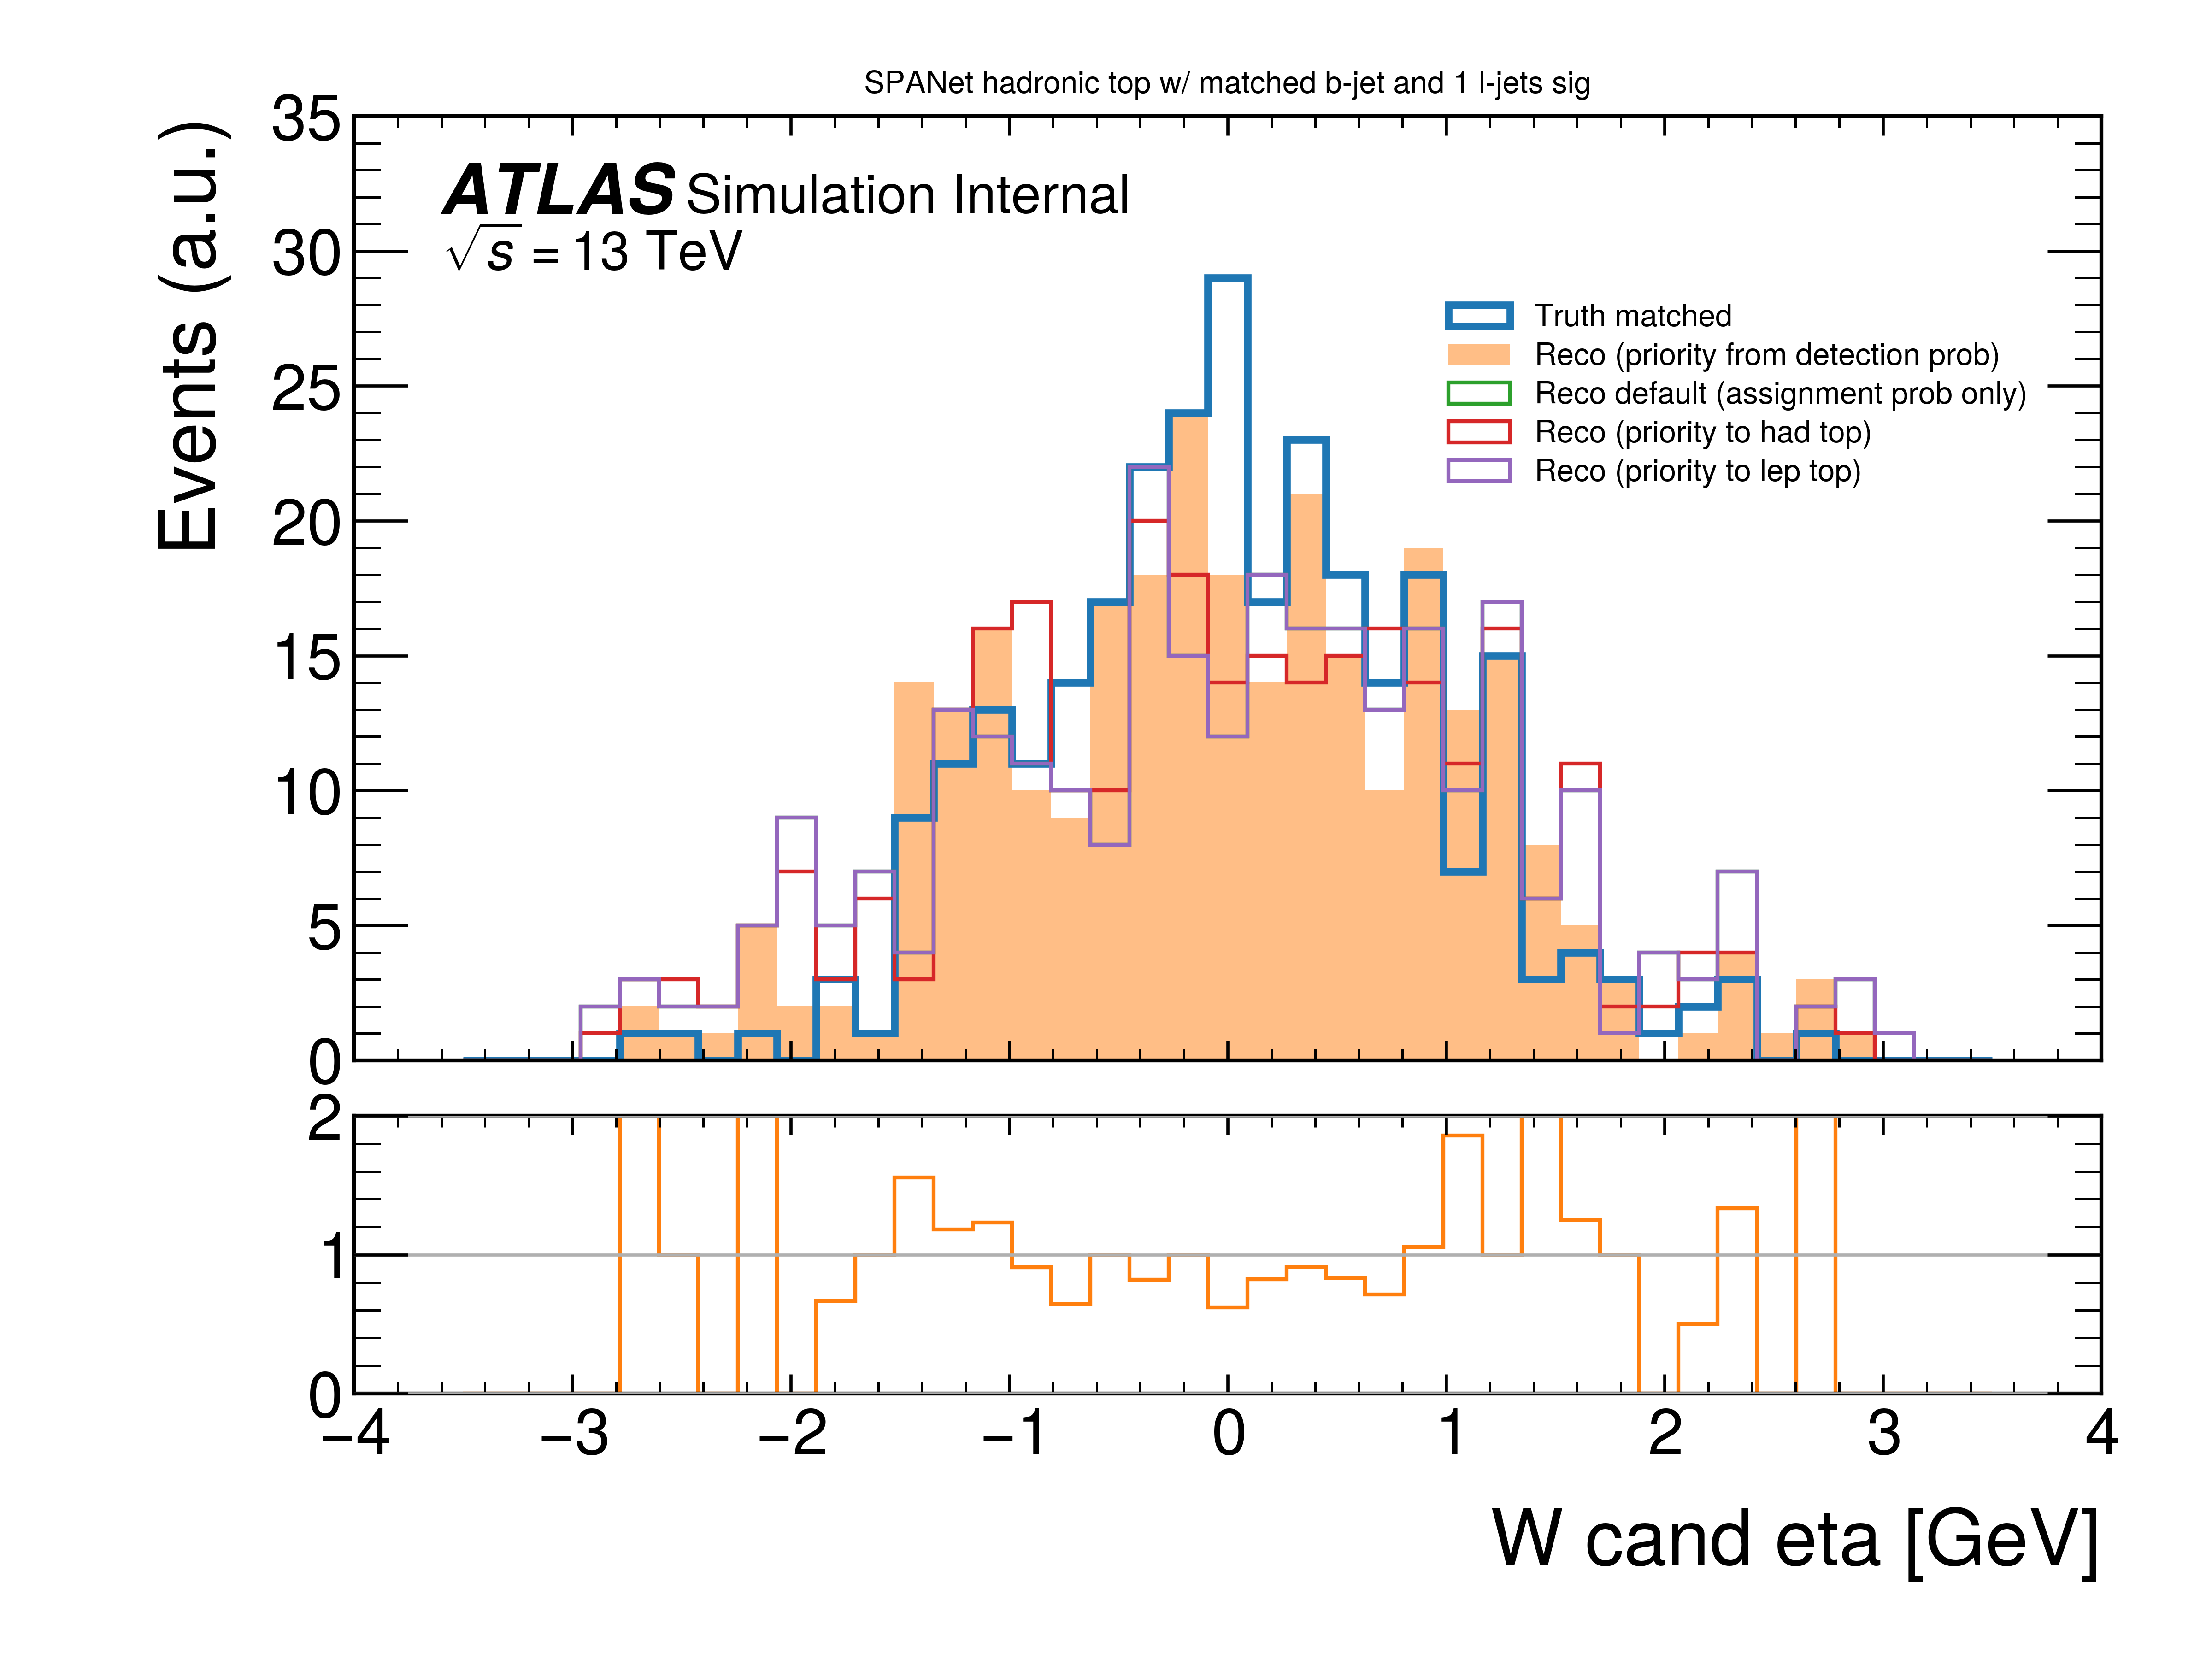 SPANet hadronic top w/ matched b-jet and 1 l-jets sig
Events (a.u.)
35
30
25
20
15
10
5
0
ATLAS Simulation Internal
√s = 13 TeV
Truth matched
Reco (priority from detection prob)
Reco default (assignment prob only)
Reco (priority to had top)
Reco (priority to lep top)
2
1
0
−4 −3 −2 −1 0 1 2 3 4
W cand eta [GeV]